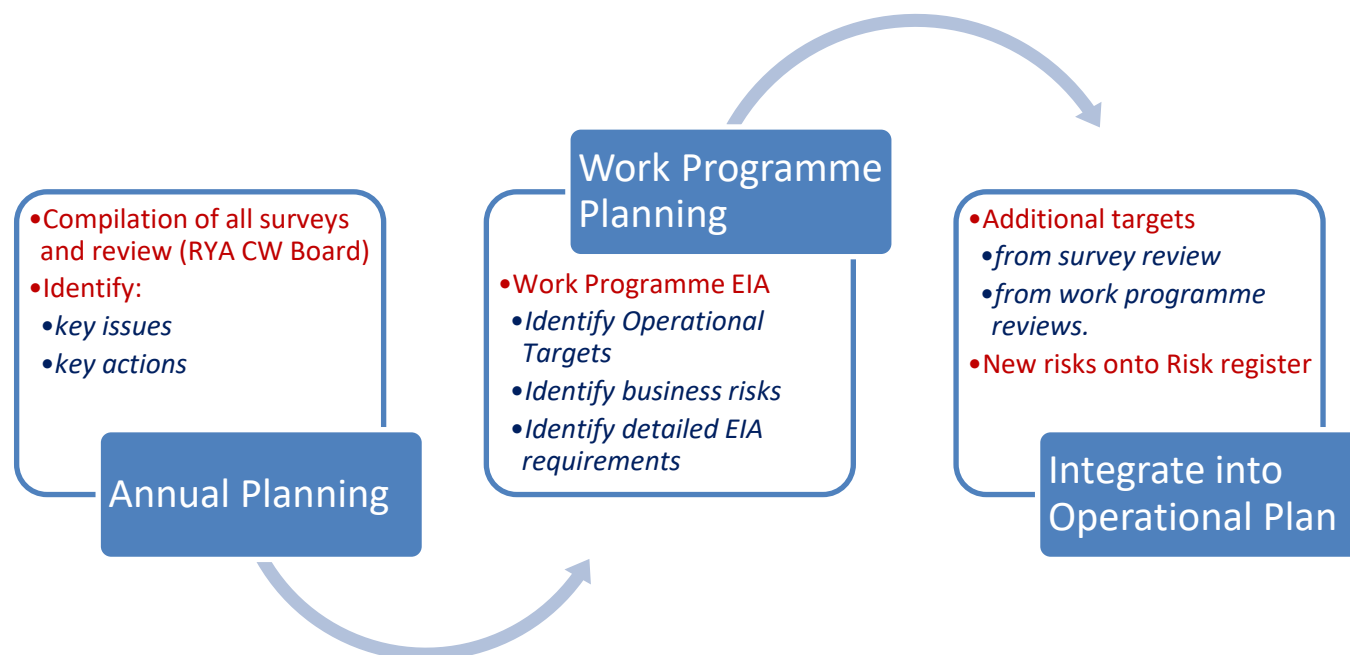 •Compilation of all surveys
and review (RYA CW Board)
•Identify:
•key issues
•key actions
Annual Planning
Work Programme
Planning
•Work Programme EIA
•Identify Operational
Targets
•Identify business risks
•Identify detailed EIA
requirements
•Additional targets
•from survey review
•from work programme
reviews.
•New risks onto Risk register
Integrate into
Operational Plan